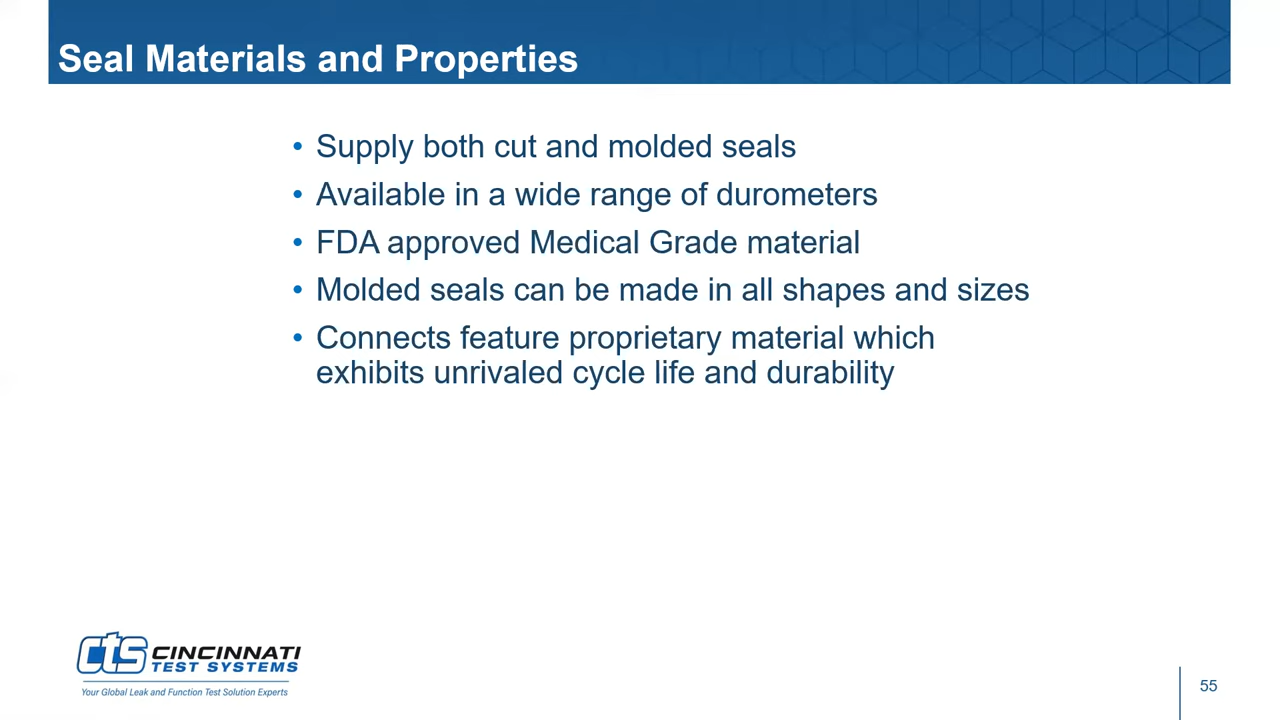 Seal Materials and Properties
• Supply both cut and molded seals
• Available in a wide range of durometers
• FDA approved Medical Grade material
• Molded seals can be made in all shapes and sizes
• Connects feature proprietary material which
exhibits unrivaled cycle life and durability
cts CINCINNATI
TEST SYSTEMS
Your Global Leak and Function Test Solution Experts
55